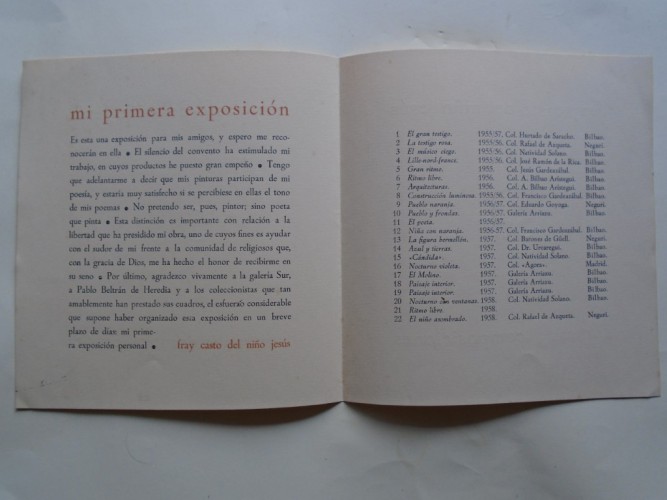 mi primera exposición
Es esta una exposición para mis amigos, y espero me reco-
nocerán en ella • El silencio del convento ha estimulado mi
trabajo, en cuyos productos he puesto gran empeño • Tengo
que adelantarme a decir que mis pinturas participan de mi
poesía, y estaría muy satisfecho si se percibiese en ellas el tono
de mis poemas • No pretendo ser, pues, pintor; sino poeta
que pinta • Esta distinción es importante con relación a la
libertad que ha presidido mi obra, uno de cuyos fines es ayudar
con el sudor de mi frente a la comunidad de religiosos que,
con la gracia de Dios, me ha hecho el honor de recibirme en
su seno • Por último, agradezco vivamente a la galería Sur,
a Pablo Beltrán de Heredia y a los coleccionistas que tan
amablemente han prestado sus cuadros, el esfuerzo considerable
que supone haber organizado esta exposición en un breve
plazo de días: mi prime-
ra exposición personal • fray casto del niño jesús
1 El gran testigo. 1955/57. Col. Hurtado de Saracho. Bilbao.
2 La testigo rosa. 1955/56. Col. Rafael de Anqueta. Neguri.
3 El músico ciego. 1955/56. Col. Natividad Solano. Bilbao.
4 Lille-nord-france. 1955/56. Col. José Ramón de la Rica. Bilbao.
5 Gran ritmo. 1955. Col. Jesús Gardeazábal. Bilbao.
6 Ritmo libre. 1956. Col. A. Bilbao Aristegui. Bilbao.
7 Arquitecturas. 1956. Col. A. Bilbao Aristegui. Bilbao.
8 Construcción luminosa. 1955/56. Col. Francisco Gardeazábal. Bilbao.
9 Pueblo naranja. 1956/57. Col. Eduardo Goyoaga. Neguri.
10 Pueblo y frondas. 1956/57. Galería Arriaza. Bilbao.
11 El poeta. 1956/57.
12 Niña con naranja. 1956/57. Col. Francisco Gardeazábal. Bilbao.
13 La figura bermellón. 1957. Col. Barones de Güell. Neguri.
14 Azul y tierras. 1957. Col. Dr. Bilbao.
15 «Cándida». 1957. Col. Natividad Solano. Bilbao.
16 Nocturno violeta. 1957. Col. «Agora». Madrid.
17 El Molino. 1957. Galería Arriaza. Bilbao.
18 Paisaje interior. 1957. Galería Arriaza. Bilbao.
19 Paisaje interior. 1957. Galería Arriaza. Bilbao.
20 Nocturno ventanas. 1958. Col. Natividad Solano. Bilbao.
21 Ritmo libre 1958.
22 El niño asombrado. 1958. Col. Rafael de Anqueta. Neguri.